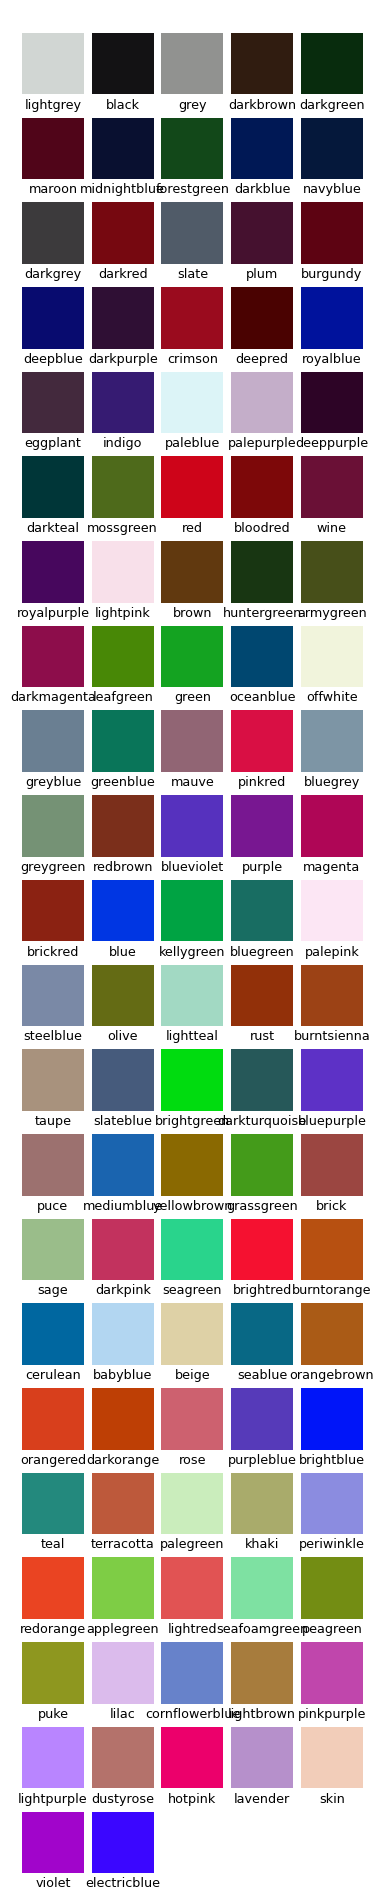 lightgrey black grey darkbrown darkgreen
maroon midnightblue forestgreen darkblue navyblue
darkgrey darkred slate plum burgundy
deepblue darkpurple crimson deepred royalblue
eggplant indigo paleblue palepurple deeppurple
darkteal mossgreen red bloodred wine
royalpurple lightpink brown huntergreen armygreen
darkmagenta leafgreen green oceanblue offwhite
greyblue greenblue mauve pinkred bluegrey
greygreen redbrown blueviolet purple magenta
brickred blue kellygreen bluegreen palepink
steelblue olive lightteal rust burntsienna
taupe slateblue brightgreen darkturquoise bluepurple
puce mediumblue yellowbrown grassgreen brick
sage darkpink seagreen brightred burntorange
cerulean babyblue beige seablue orangebrown
orangered darkorange rose purpleblue brightblue
teal terracotta palegreen khaki periwinkle
redorange applegreen lightred seafoamgreen peagreen
puke lilac cornflowerblue lightbrown pinkpurple
lightpurple dustyrose hotpink lavender skin
violet electricblue